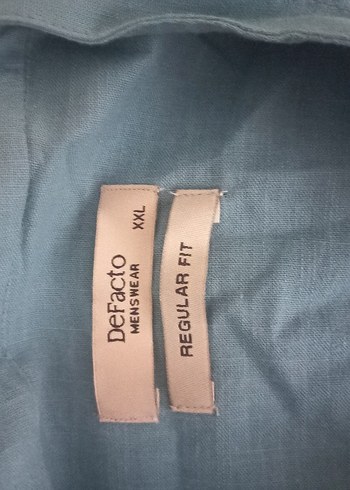 DeFacto
MENSWEAR
XXL
REGULAR FIT